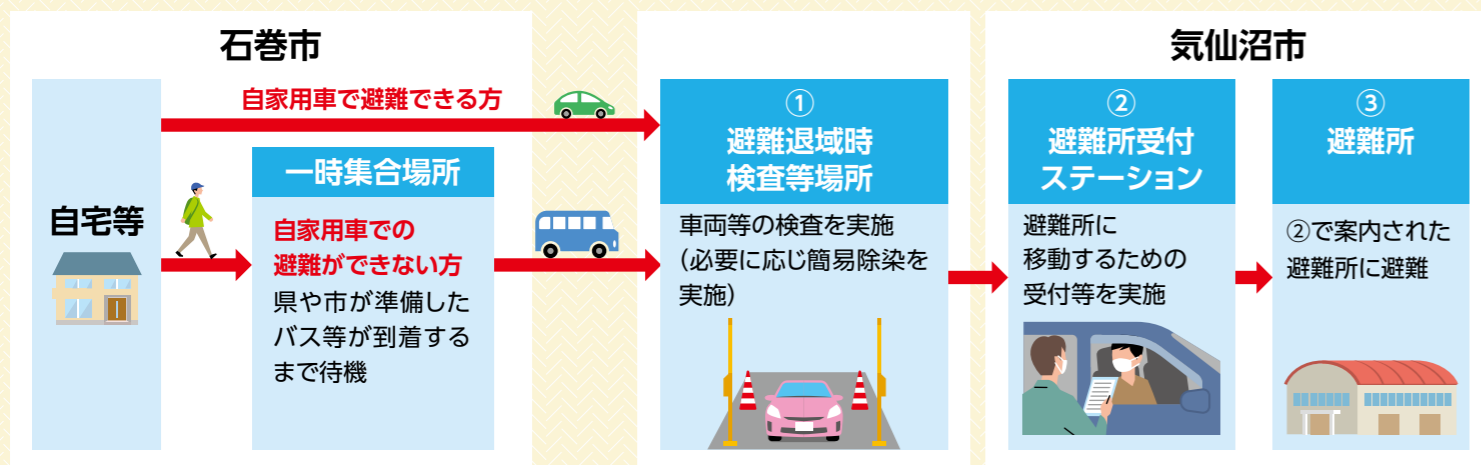 石巻市
自宅等
自家用車で避難できる方
一時集合場所
自家用車での
避難ができない方
県や市が準備した
バス等が到着する
まで待機
①
避難退域時
検査等場所
車両等の検査を実施
（必要に応じ簡易除染を
実施）
気仙沼市
②
避難所受付
ステーション
避難所に
移動するための
受付等を実施
③
避難所
②で案内された
避難所に避難